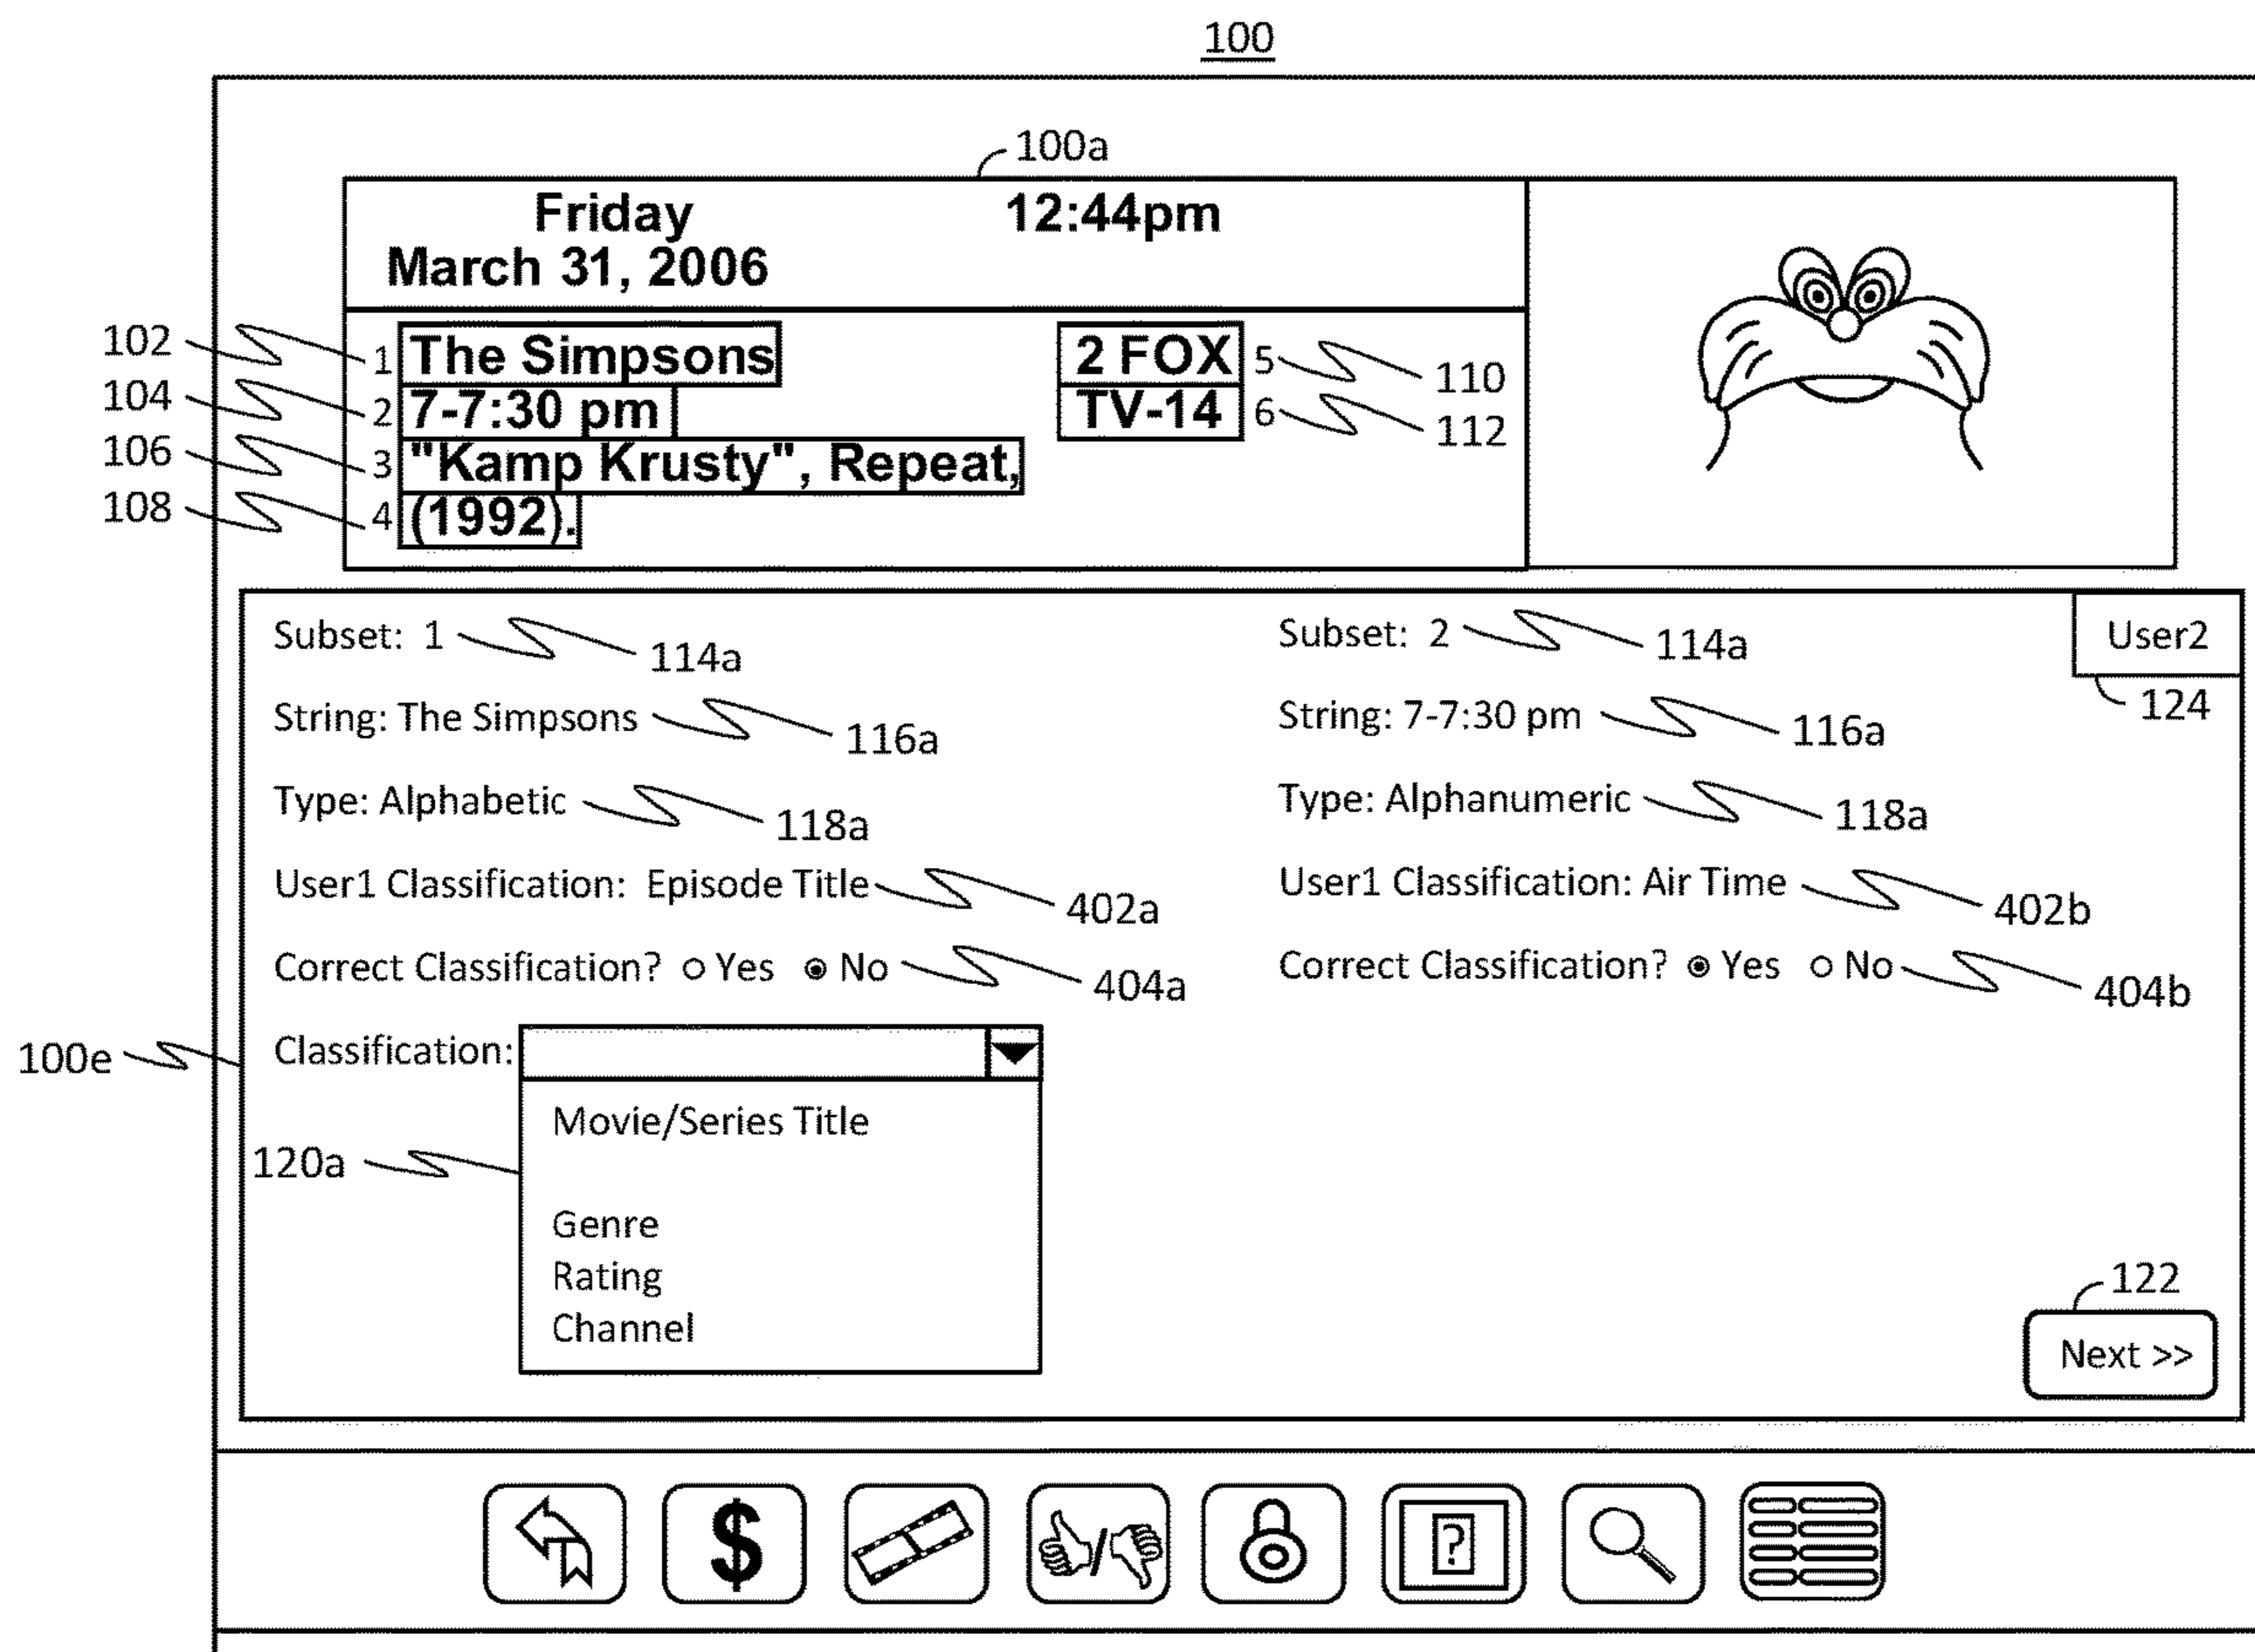 100
100a
Friday 12:44pm
March 31, 2006
102 1 The Simpsons 2 FOX 5 110
104 2 7-7:30 pm TV-14 6 112
106 3 "Kamp Krusty", Repeat,
108 4 (1992).
Subset: 1 114a Subset: 2 114a User2
124
String: The Simpsons 116a String: 7-7:30 pm 116a
Type: Alphabetic 118a Type: Alphanumeric 118a
User1 Classification: Episode Title 402a User1 Classification: Air Time 402b
Correct Classification? Yes No 404a Correct Classification? Yes No 404b
100e Classification:
Movie/Series Title
120a
Genre
Rating
Channel
122
Next >>
$ / ?